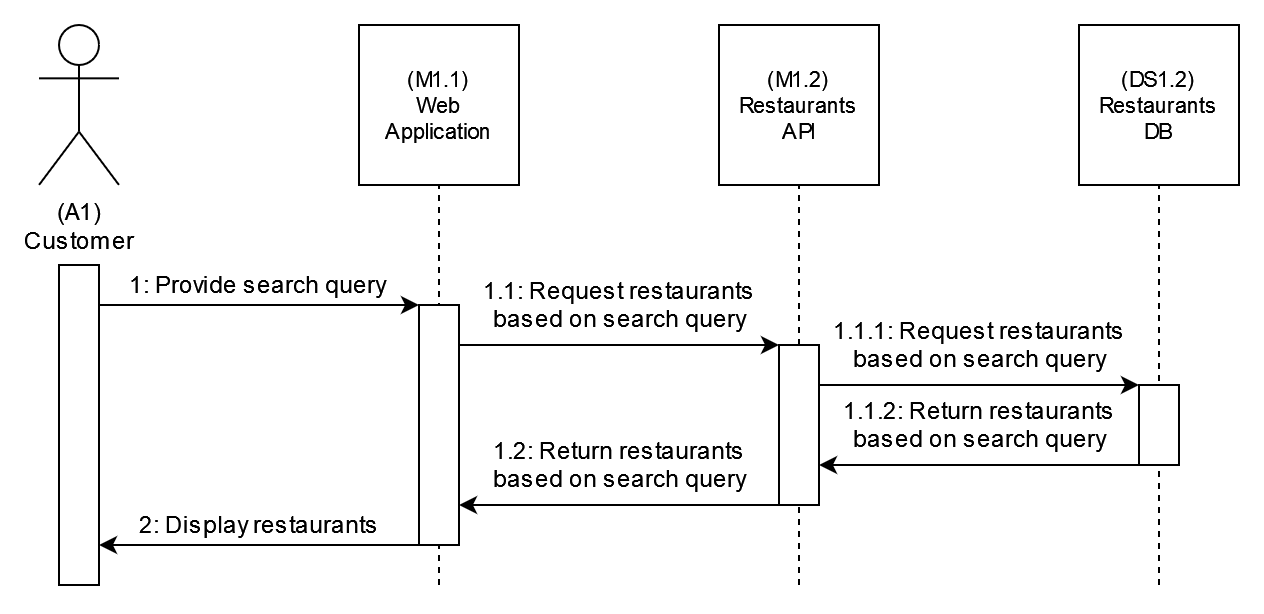 (M1.1)
Web
Application
(M1.2)
Restaurants
API
(DS1.2)
Restaurants
DB
(A1)
Customer
1: Provide search query
1.1: Request restaurants
based on search query
1.1.1: Request restaurants
based on search query
1.1.2: Return restaurants
based on search query
1.2: Return restaurants
based on search query
2: Display restaurants